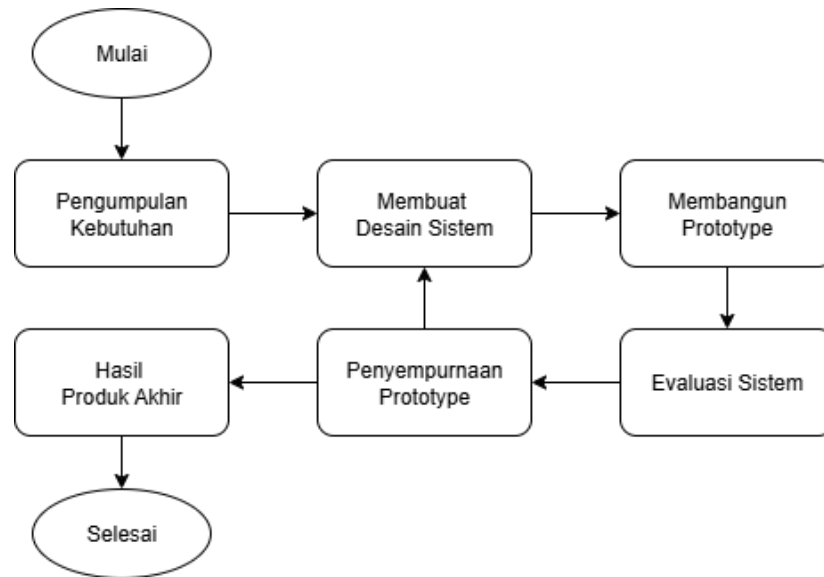 Mulai
Pengumpulan
Kebutuhan
Membuat
Desain Sistem
Membangun
Prototype
Hasil
Produk Akhir
Penyempurnaan
Prototype
Evaluasi Sistem
Selesai